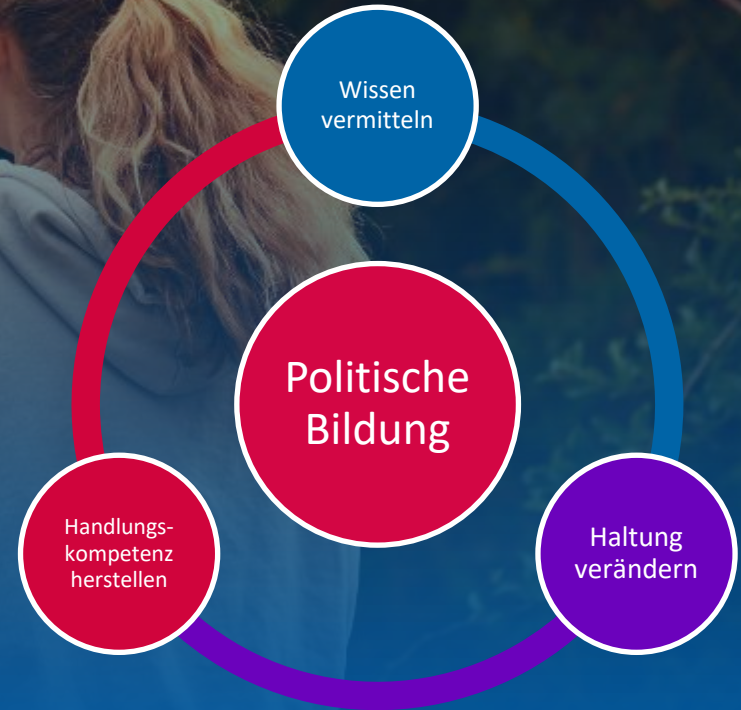 Wissen
vermitteln
Politische
Bildung
Handlungs-
kompetenz
herstellen
Haltung
verändern